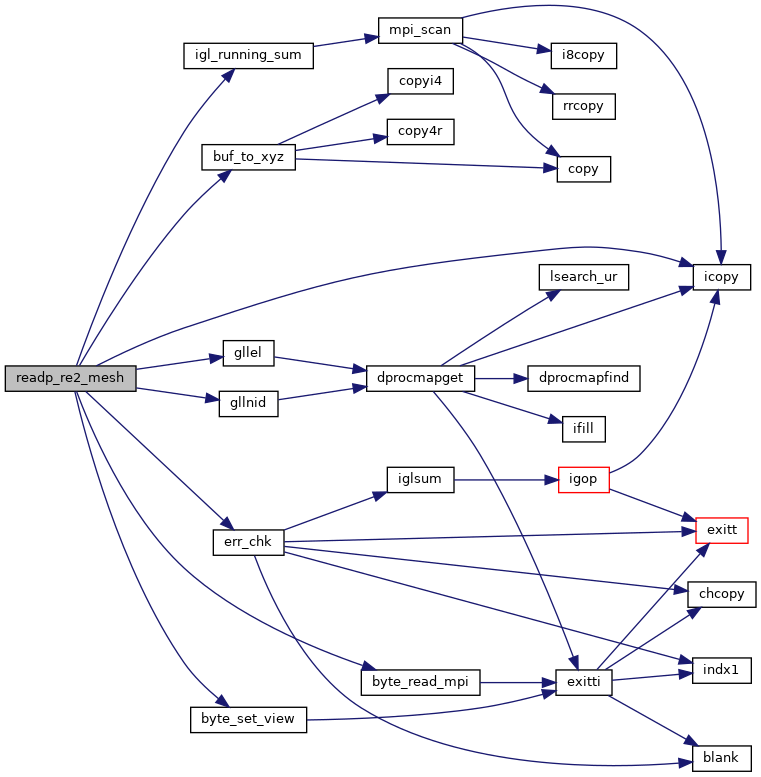 mpi_scan
igl_running_sum
i8copy
copyi4
rrcopy
copy4r
buf_to_xyz
copy
lsearch_ur
icopy
gllel
readp_re2_mesh
dprocmapget
dprocmapfind
gllnid
ifill
iglsum
igop
exitt
err_chk
chcopy
byte_read_mpi
exitti
indx1
byte_set_view
blank